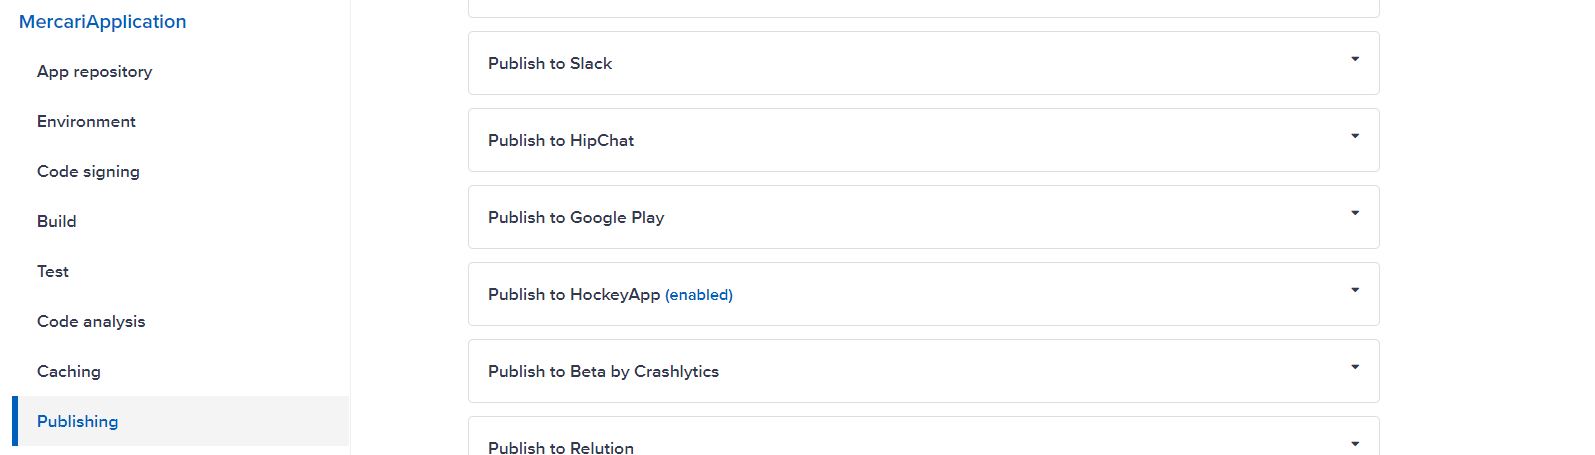 MercariApplication
App repository
Environment
Code signing
Build
Test
Code analysis
Caching
Publishing
Publish to Slack
Publish to HipChat
Publish to Google Play
Publish to HockeyApp (enabled)
Publish to Beta by Crashlytics
Publish to Relution